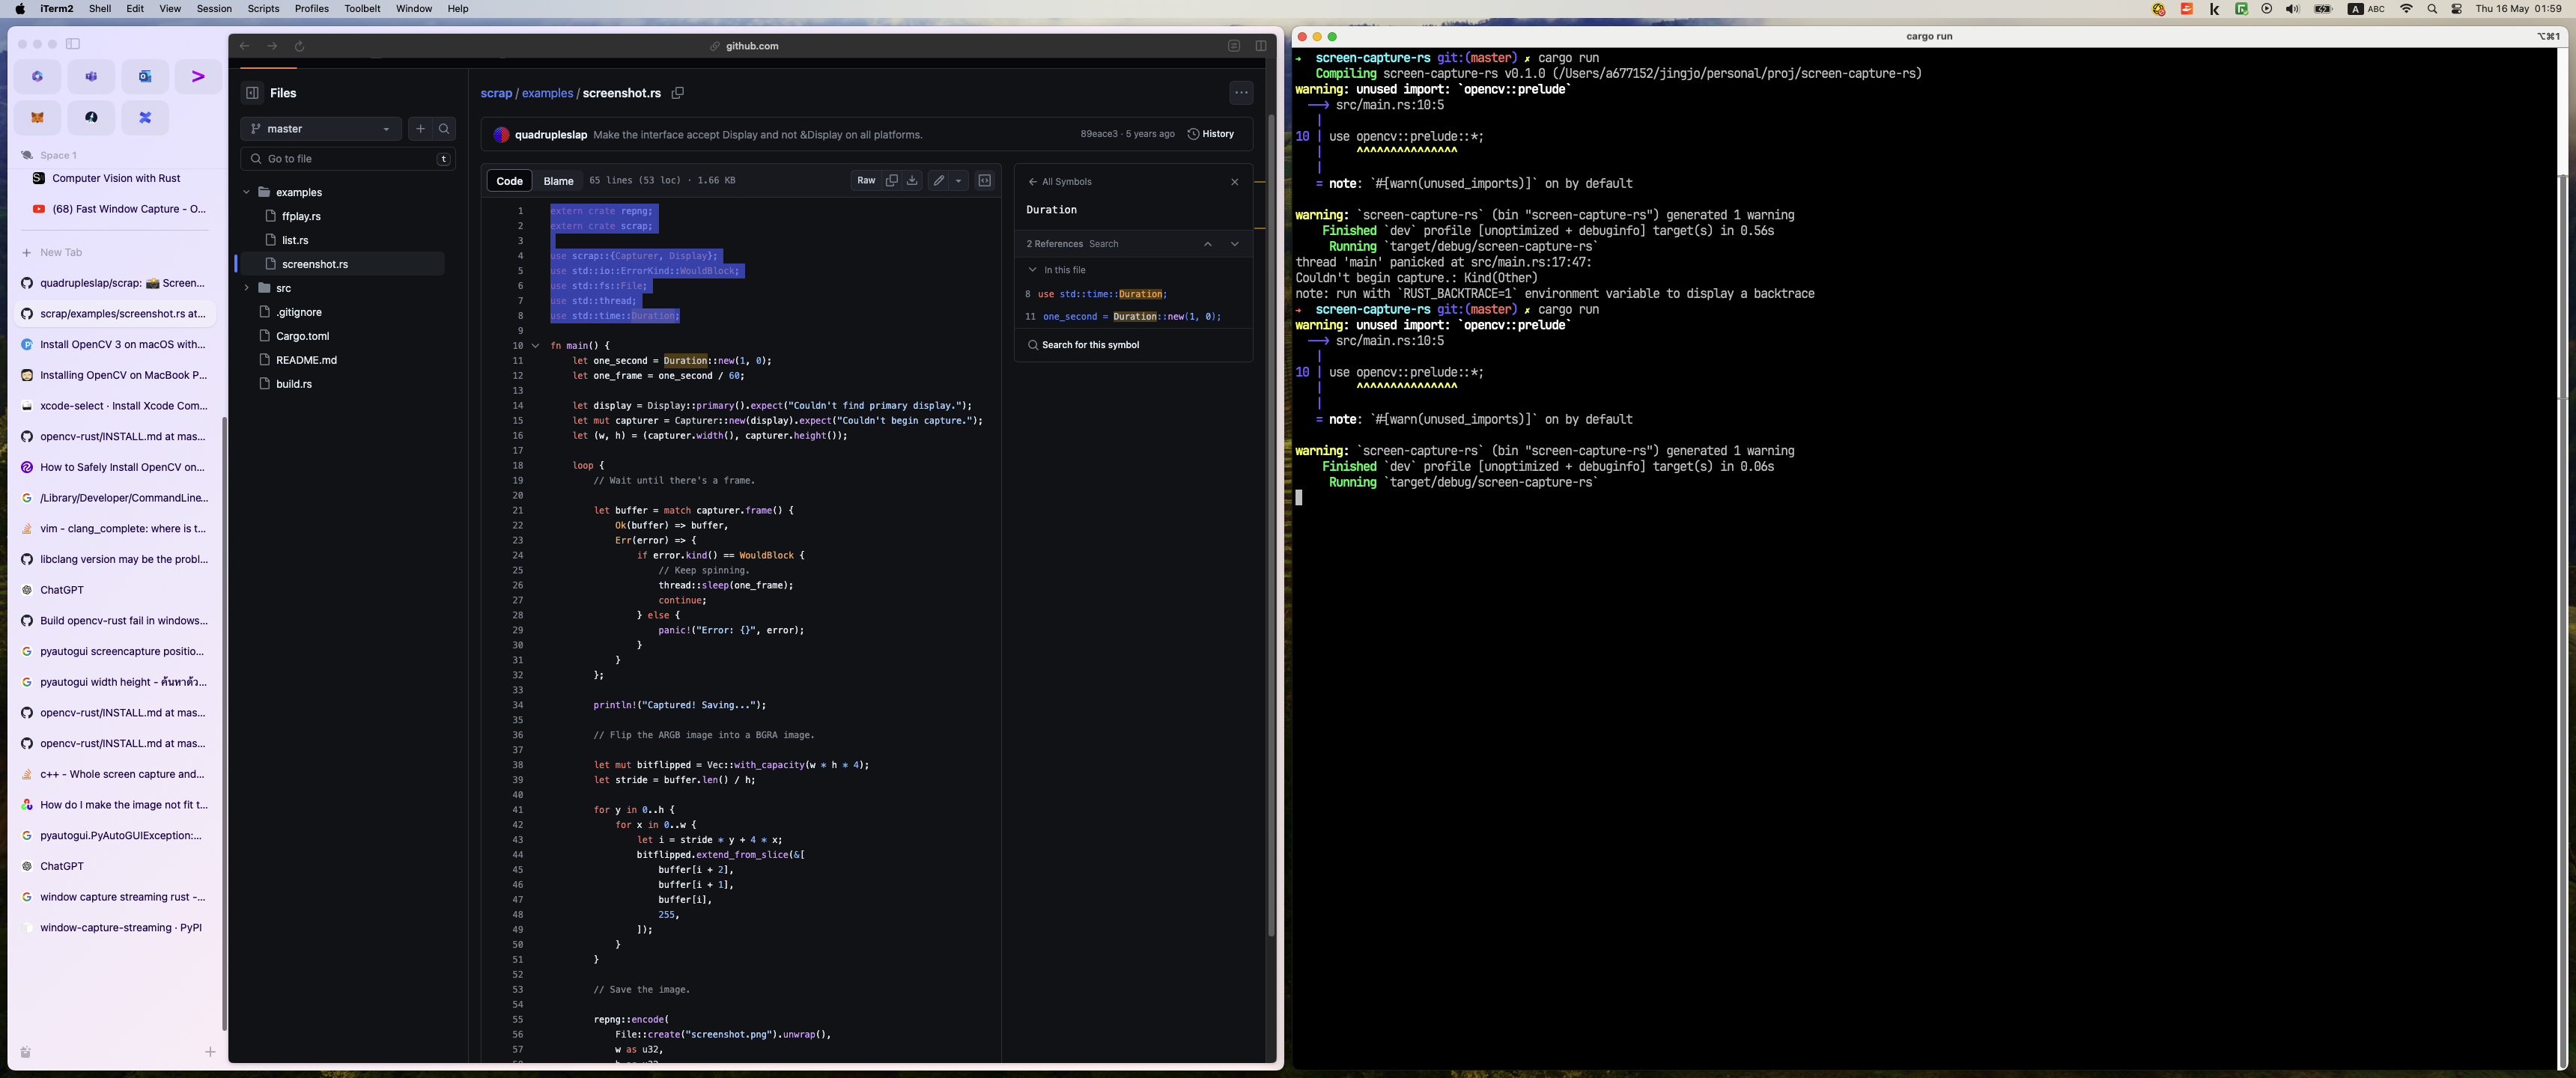 iTerm2 Shell Edit View Session Scripts Profiles Toolbelt Window Help
ABC Thu 16 May 01:59
Space 1
Computer Vision with Rust
(68) Fast Window Capture - O...
New Tab
quadrupleslap/scrap: 📸 Screen...
scrap/examples/screenshot.rs at...
Install OpenCV 3 on macOS with...
Installing OpenCV on MacBook P...
xcode-select · Install Xcode Com...
opencv-rust/INSTALL.md at mas...
How to Safely Install OpenCV on...
/Library/Developer/CommandLine...
vim - clang_complete: where is t...
libclang version may be the probl...
ChatGPT
Build opencv-rust fail in windows...
pyautogui screencapture positio...
pyautogui width height - ค้นหาด้ว...
opencv-rust/INSTALL.md at mas...
opencv-rust/INSTALL.md at mas...
c++ - Whole screen capture and...
How do I make the image not fit t...
pyautogui.PyAutoGUIException:...
ChatGPT
window capture streaming rust -...
window-capture-streaming · PyPI
github.com
Files
master
Go to file t
examples
ffplay.rs
list.rs
screenshot.rs
src
.gitignore
Cargo.toml
README.md
build.rs
scrap / examples / screenshot.rs
quadrupleslap Make the interface accept Display and not &Display on all platforms. 89eace3 · 5 years ago History
Code Blame 65 lines (53 loc) · 1.66 KB Raw
1 extern crate repng;
2 extern crate scrap;
3
4 use scrap::{Capturer, Display};
5 use std::io::ErrorKind::WouldBlock;
6 use std::fs::File;
7 use std::thread;
8 use std::time::Duration;
9
10 fn main() {
11 let one_second = Duration::new(1, 0);
12 let one_frame = one_second / 60;
13
14 let display = Display::primary().expect("Couldn't find primary display.");
15 let mut capturer = Capturer::new(display).expect("Couldn't begin capture.");
16 let (w, h) = (capturer.width(), capturer.height());
17
18 loop {
19 // Wait until there's a frame.
20
21 let buffer = match capturer.frame() {
22 Ok(buffer) => buffer,
23 Err(error) => {
24 if error.kind() == WouldBlock {
25 // Keep spinning.
26 thread::sleep(one_frame);
27 continue;
28 } else {
29 panic!("Error: {}", error);
30 }
31 }
32 };
33
34 println!("Captured! Saving...");
35
36 // Flip the ARGB image into a BGRA image.
37
38 let mut bitflipped = Vec::with_capacity(w * h * 4);
39 let stride = buffer.len() / h;
40
41 for y in 0..h {
42 for x in 0..w {
43 let i = stride * y + 4 * x;
44 bitflipped.extend_from_slice(&[
45 buffer[i + 2],
46 buffer[i + 1],
47 buffer[i],
48 255,
49 ]);
50 }
51 }
52
53 // Save the image.
54
55 repng::encode(
56 File::create("screenshot.png").unwrap(),
57 w as u32,
All Symbols
Duration
2 References Search
In this file
8 use std::time::Duration;
11 one_second = Duration::new(1, 0);
Search for this symbol
cargo run ⌥⌘1
➜ screen-capture-rs git:(master) ✗ cargo run
Compiling screen-capture-rs v0.1.0 (/Users/a677152/jingjo/personal/proj/screen-capture-rs)
warning: unused import: `opencv::prelude`
--> src/main.rs:10:5
|
10 | use opencv::prelude::*;
| ^^^^^^^^^^^^^^^
|
= note: `#[warn(unused_imports)]` on by default
warning: `screen-capture-rs` (bin "screen-capture-rs") generated 1 warning
Finished `dev` profile [unoptimized + debuginfo] target(s) in 0.56s
Running `target/debug/screen-capture-rs`
thread 'main' panicked at src/main.rs:17:47:
Couldn't begin capture.: Kind(Other)
note: run with `RUST_BACKTRACE=1` environment variable to display a backtrace
➜ screen-capture-rs git:(master) ✗ cargo run
warning: unused import: `opencv::prelude`
--> src/main.rs:10:5
|
10 | use opencv::prelude::*;
| ^^^^^^^^^^^^^^^
|
= note: `#[warn(unused_imports)]` on by default
warning: `screen-capture-rs` (bin "screen-capture-rs") generated 1 warning
Finished `dev` profile [unoptimized + debuginfo] target(s) in 0.06s
Running `target/debug/screen-capture-rs`